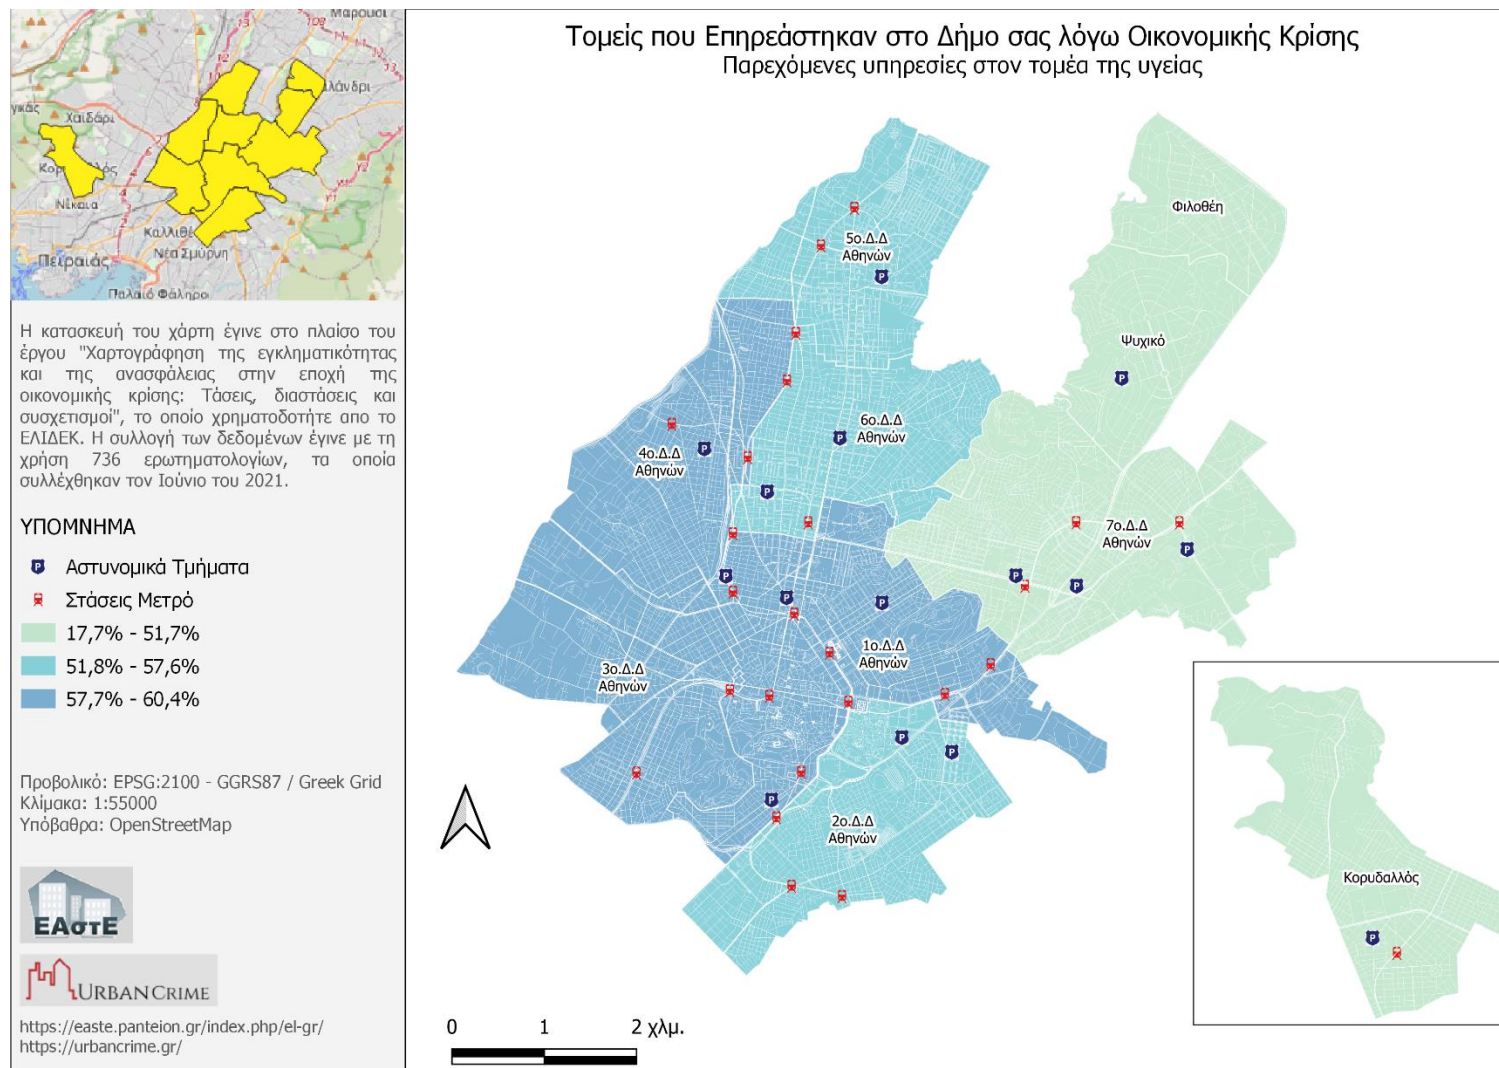 Μαρούσι
λάνδρι
Χαϊδάρι
Νίκαια
Καλλιθέ
Νέα Σμύρνη
Πειραιάς
Παλαιό Φάληρο
Τομείς που Επηρεάστηκαν στο Δήμο σας λόγω Οικονομικής Κρίσης
Παρεχόμενες υπηρεσίες στον τομέα της υγείας
Η κατασκευή του χάρτη έγινε στο πλαίσο του
έργου "Χαρτογράφηση της εγκληματικότητας
και της ανασφάλειας στην εποχή της
οικονομικής κρίσης: Τάσεις, διαστάσεις και
συσχετισμοί", το οποίο χρηματοδοτήτε απο το
ΕΛΙΔΕΚ. Η συλλογή των δεδομένων έγινε με τη
χρήση 736 ερωτηματολογίων, τα οποία
συλλέχθηκαν τον Ιούνιο του 2021.
ΥΠΟΜΝΗΜΑ
Αστυνομικά Τμήματα
Στάσεις Μετρό
17,7% - 51,7%
51,8% - 57,6%
57,7% - 60,4%
Προβολικό: EPSG:2100 - GGRS87 / Greek Grid
Κλίμακα: 1:55000
Υπόβαθρα: OpenStreetMap
ΕΑστΕ
URBANCRIME
https://easte.panteion.gr/index.php/el-gr/
https://urbancrime.gr/
Φιλοθέη
5ο.Δ.Δ
Αθηνών
Ψυχικό
6ο.Δ.Δ
Αθηνών
4ο.Δ.Δ
Αθηνών
7ο.Δ.Δ
Αθηνών
1ο.Δ.Δ
Αθηνών
3ο.Δ.Δ
Αθηνών
2ο.Δ.Δ
Αθηνών
Κορυδαλλός
0 1 2 χλμ.